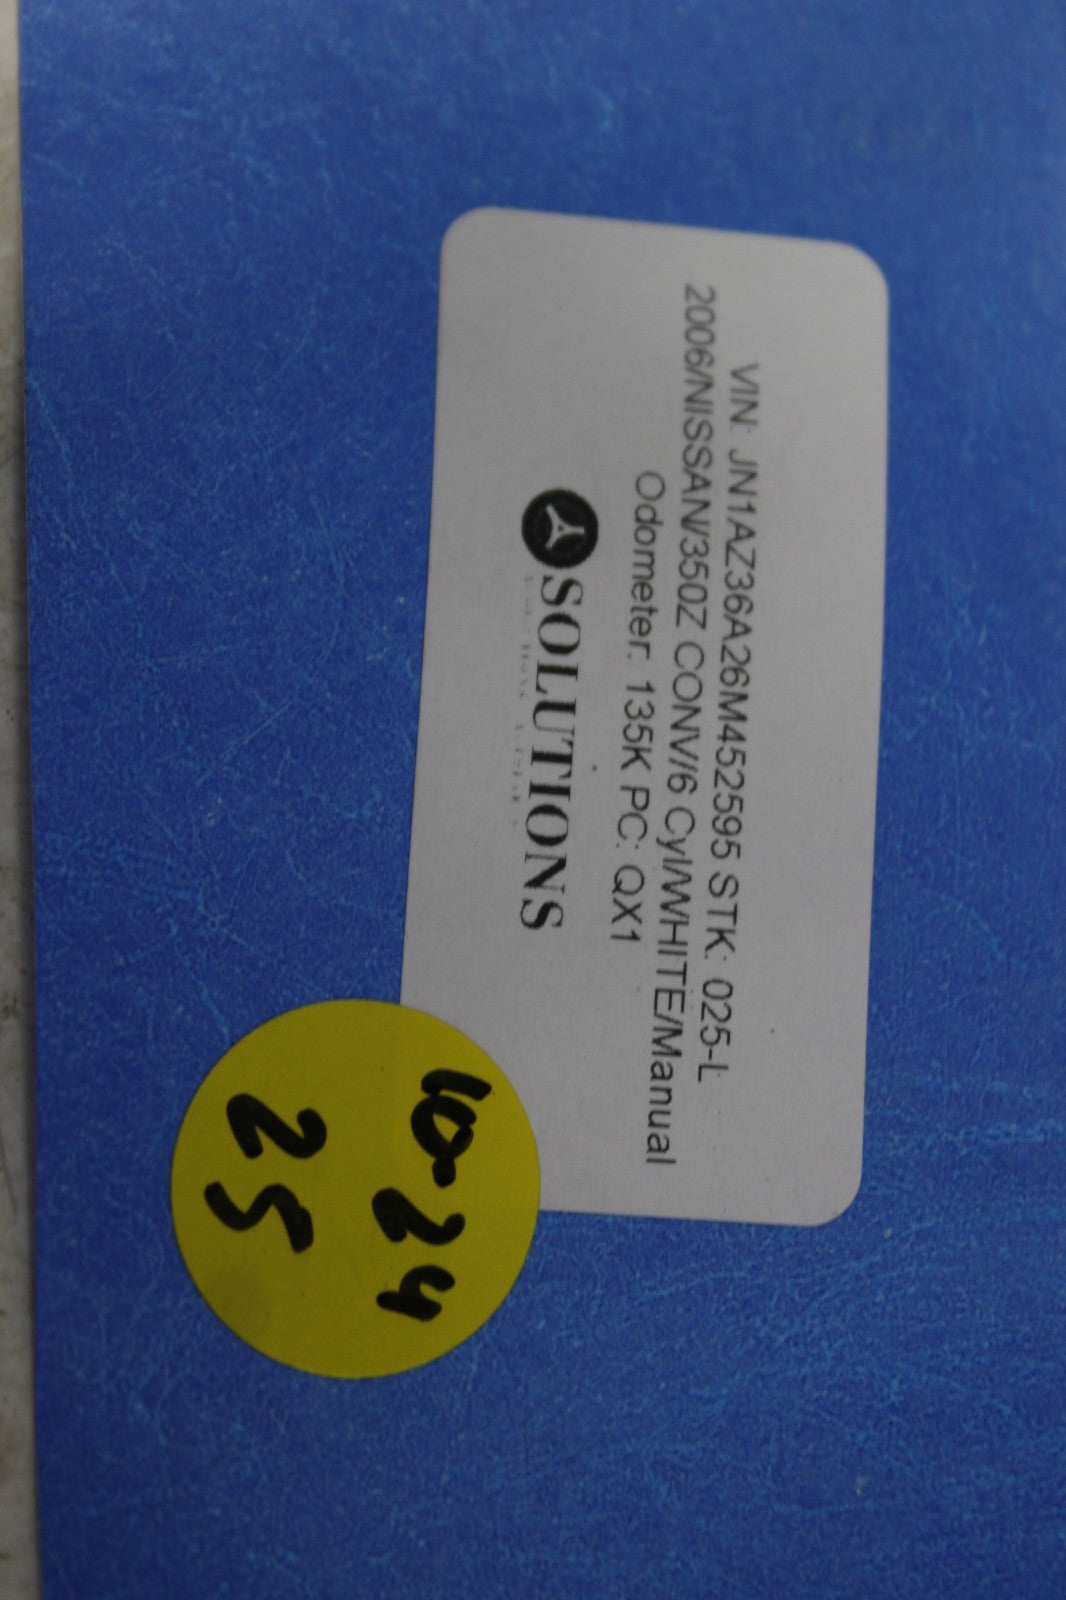 VIN: JN1AZ36A26M452595 STK: 025-L
2006/NISSAN/350Z CONV/6 Cyl/WHITE/Manual
Odometer: 135K PC: QX1
SOLUTIONS
10-24
25